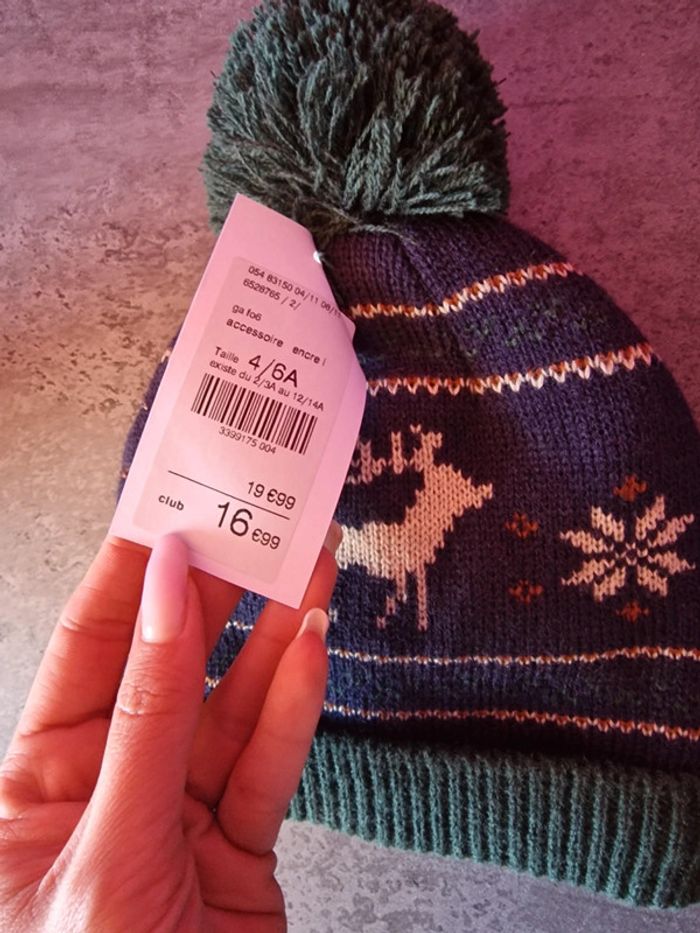 054 83150 04/11 08/1
6528765 / 2/
ga fo6
accessoire encre
Taille 4/6A
existe du 2/3A au 12/14A
3399175 004
19 €99
club 16 €99